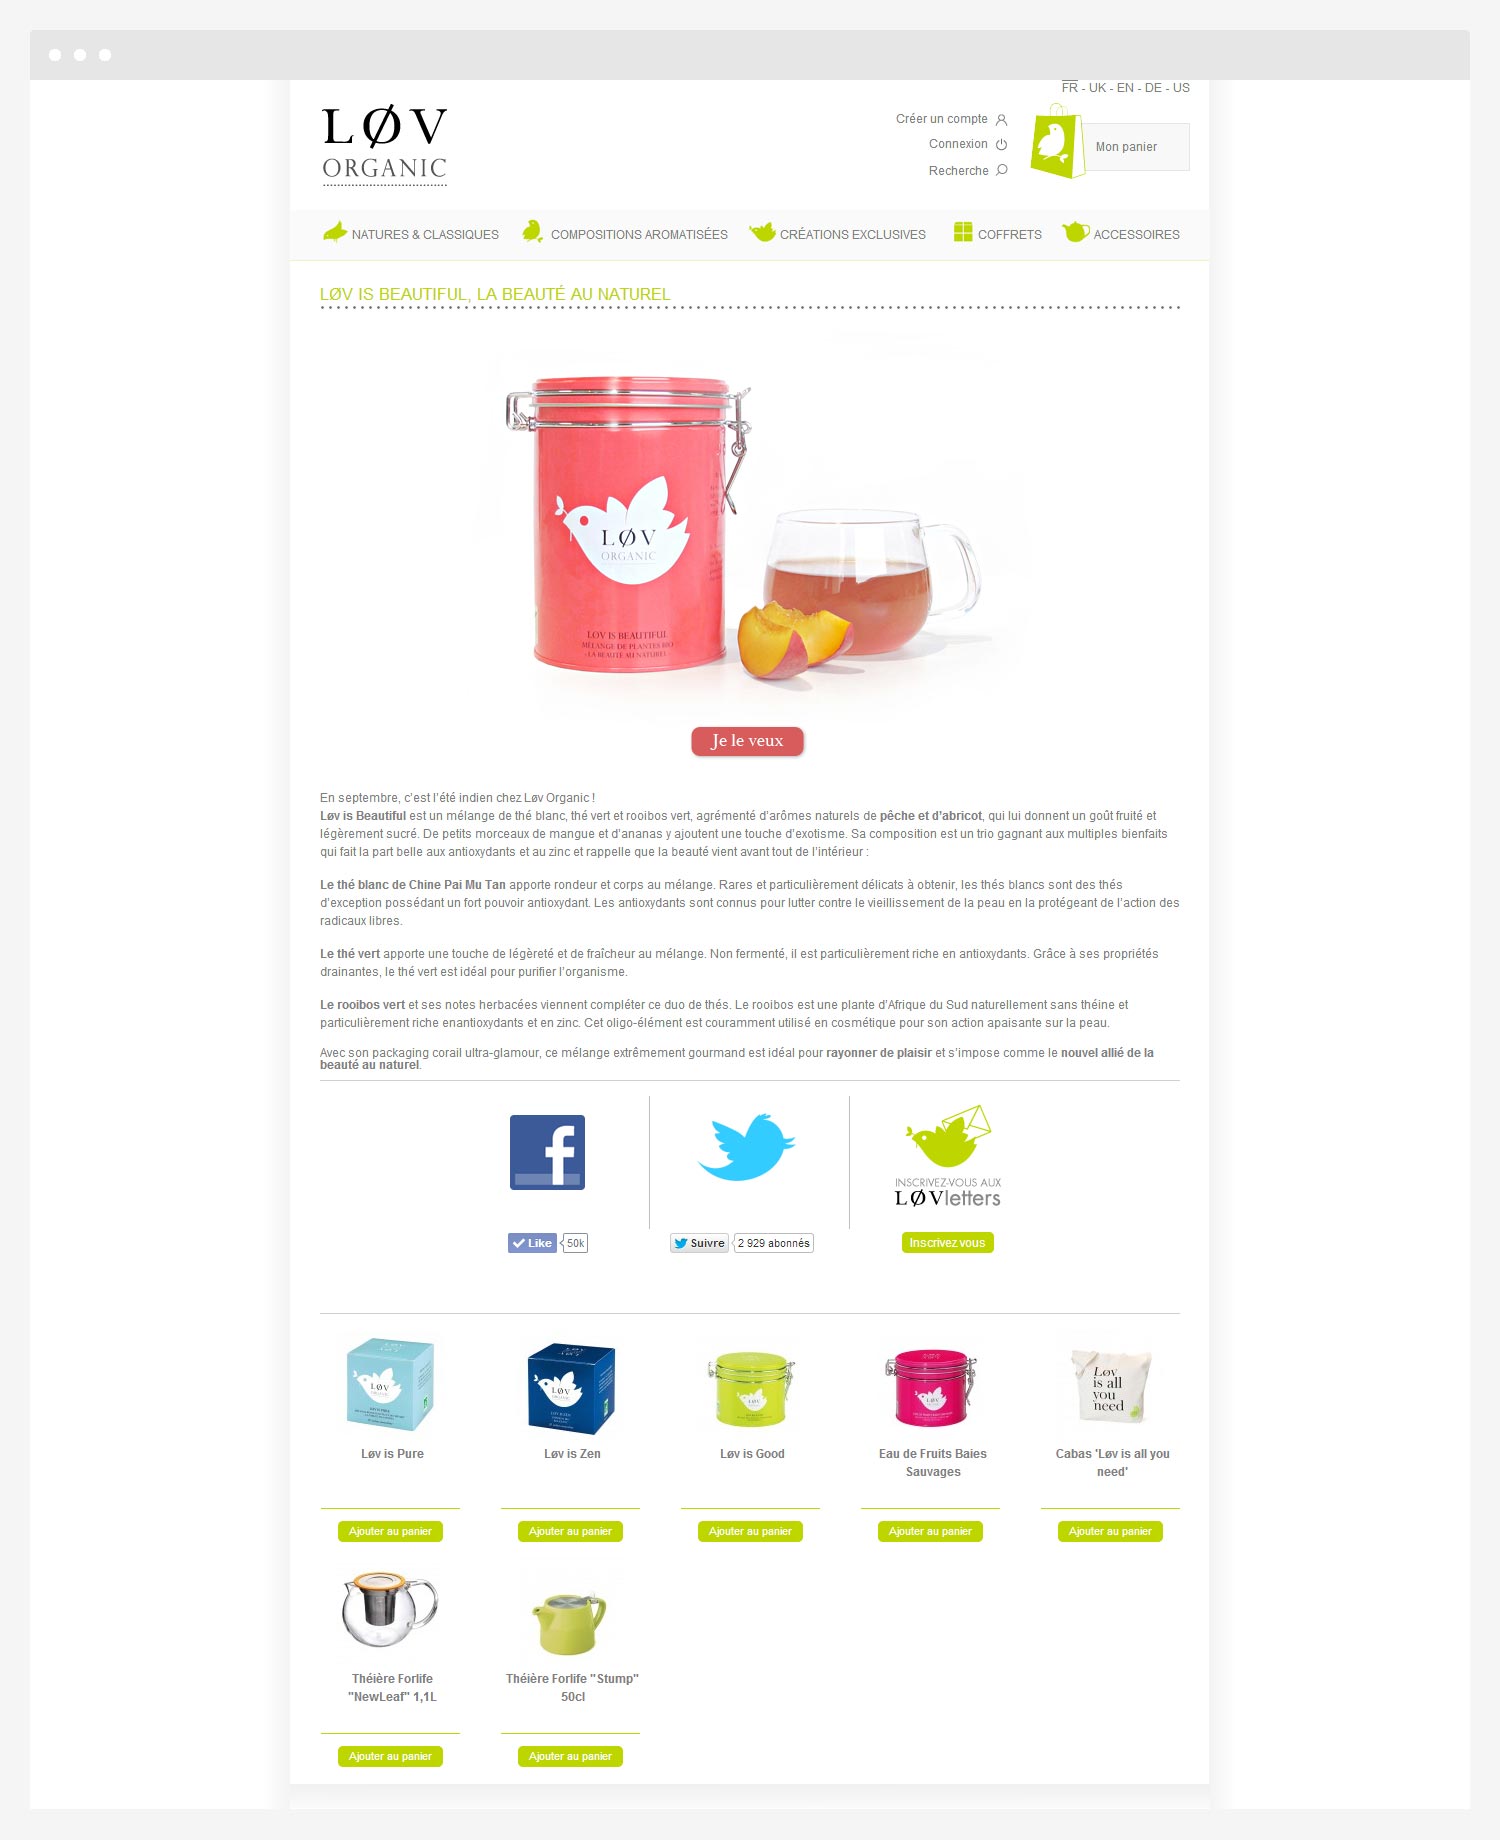 FR - UK - EN - DE - US
LØV
ORGANIC
Créer un compte
Connexion
Recherche
Mon panier
NATURES & CLASSIQUES COMPOSITIONS AROMATISÉES CRÉATIONS EXCLUSIVES COFFRETS ACCESSOIRES
LØV IS BEAUTIFUL, LA BEAUTÉ AU NATUREL
LØV
ORGANIC
LOV IS BEAUTIFUL
MÉLANGE DE PLANTES BIO
- LA BEAUTÉ AU NATUREL -
Je le veux
En septembre, c'est l'été indien chez Løv Organic !
Løv is Beautiful est un mélange de thé blanc, thé vert et rooibos vert, agrémenté d'arômes naturels de pêche et d'abricot, qui lui donnent un goût fruité et
légèrement sucré. De petits morceaux de mangue et d'ananas y ajoutent une touche d'exotisme. Sa composition est un trio gagnant aux multiples bienfaits
qui fait la part belle aux antioxydants et au zinc et rappelle que la beauté vient avant tout de l'intérieur :
Le thé blanc de Chine Pai Mu Tan apporte rondeur et corps au mélange. Rares et particulièrement délicats à obtenir, les thés blancs sont des thés
d'exception possédant un fort pouvoir antioxydant. Les antioxydants sont connus pour lutter contre le vieillissement de la peau en la protégeant de l'action des
radicaux libres.
Le thé vert apporte une touche de légèreté et de fraîcheur au mélange. Non fermenté, il est particulièrement riche en antioxydants. Grâce à ses propriétés
drainantes, le thé vert est idéal pour purifier l'organisme.
Le rooibos vert et ses notes herbacées viennent compléter ce duo de thés. Le rooibos est une plante d'Afrique du Sud naturellement sans théine et
particulièrement riche enantioxydants et en zinc. Cet oligo-élément est couramment utilisé en cosmétique pour son action apaisante sur la peau.
Avec son packaging corail ultra-glamour, ce mélange extrêmement gourmand est idéal pour rayonner de plaisir et s'impose comme le nouvel allié de la
beauté au naturel.
f
INSCRIVEZ-VOUS AUX
LØVletters
Like 50k
Suivre 2 929 abonnés
Inscrivez vous
LØV
ORGANIC
LØV
ORGANIC
LØV
LØV
Løv
is all
you
need
Løv is Pure
Løv is Zen
Løv is Good
Eau de Fruits Baies
Sauvages
Cabas 'Løv is all you
need'
Ajouter au panier
Ajouter au panier
Ajouter au panier
Ajouter au panier
Ajouter au panier
Théière Forlife
"NewLeaf" 1,1L
Théière Forlife "Stump"
50cl
Ajouter au panier
Ajouter au panier